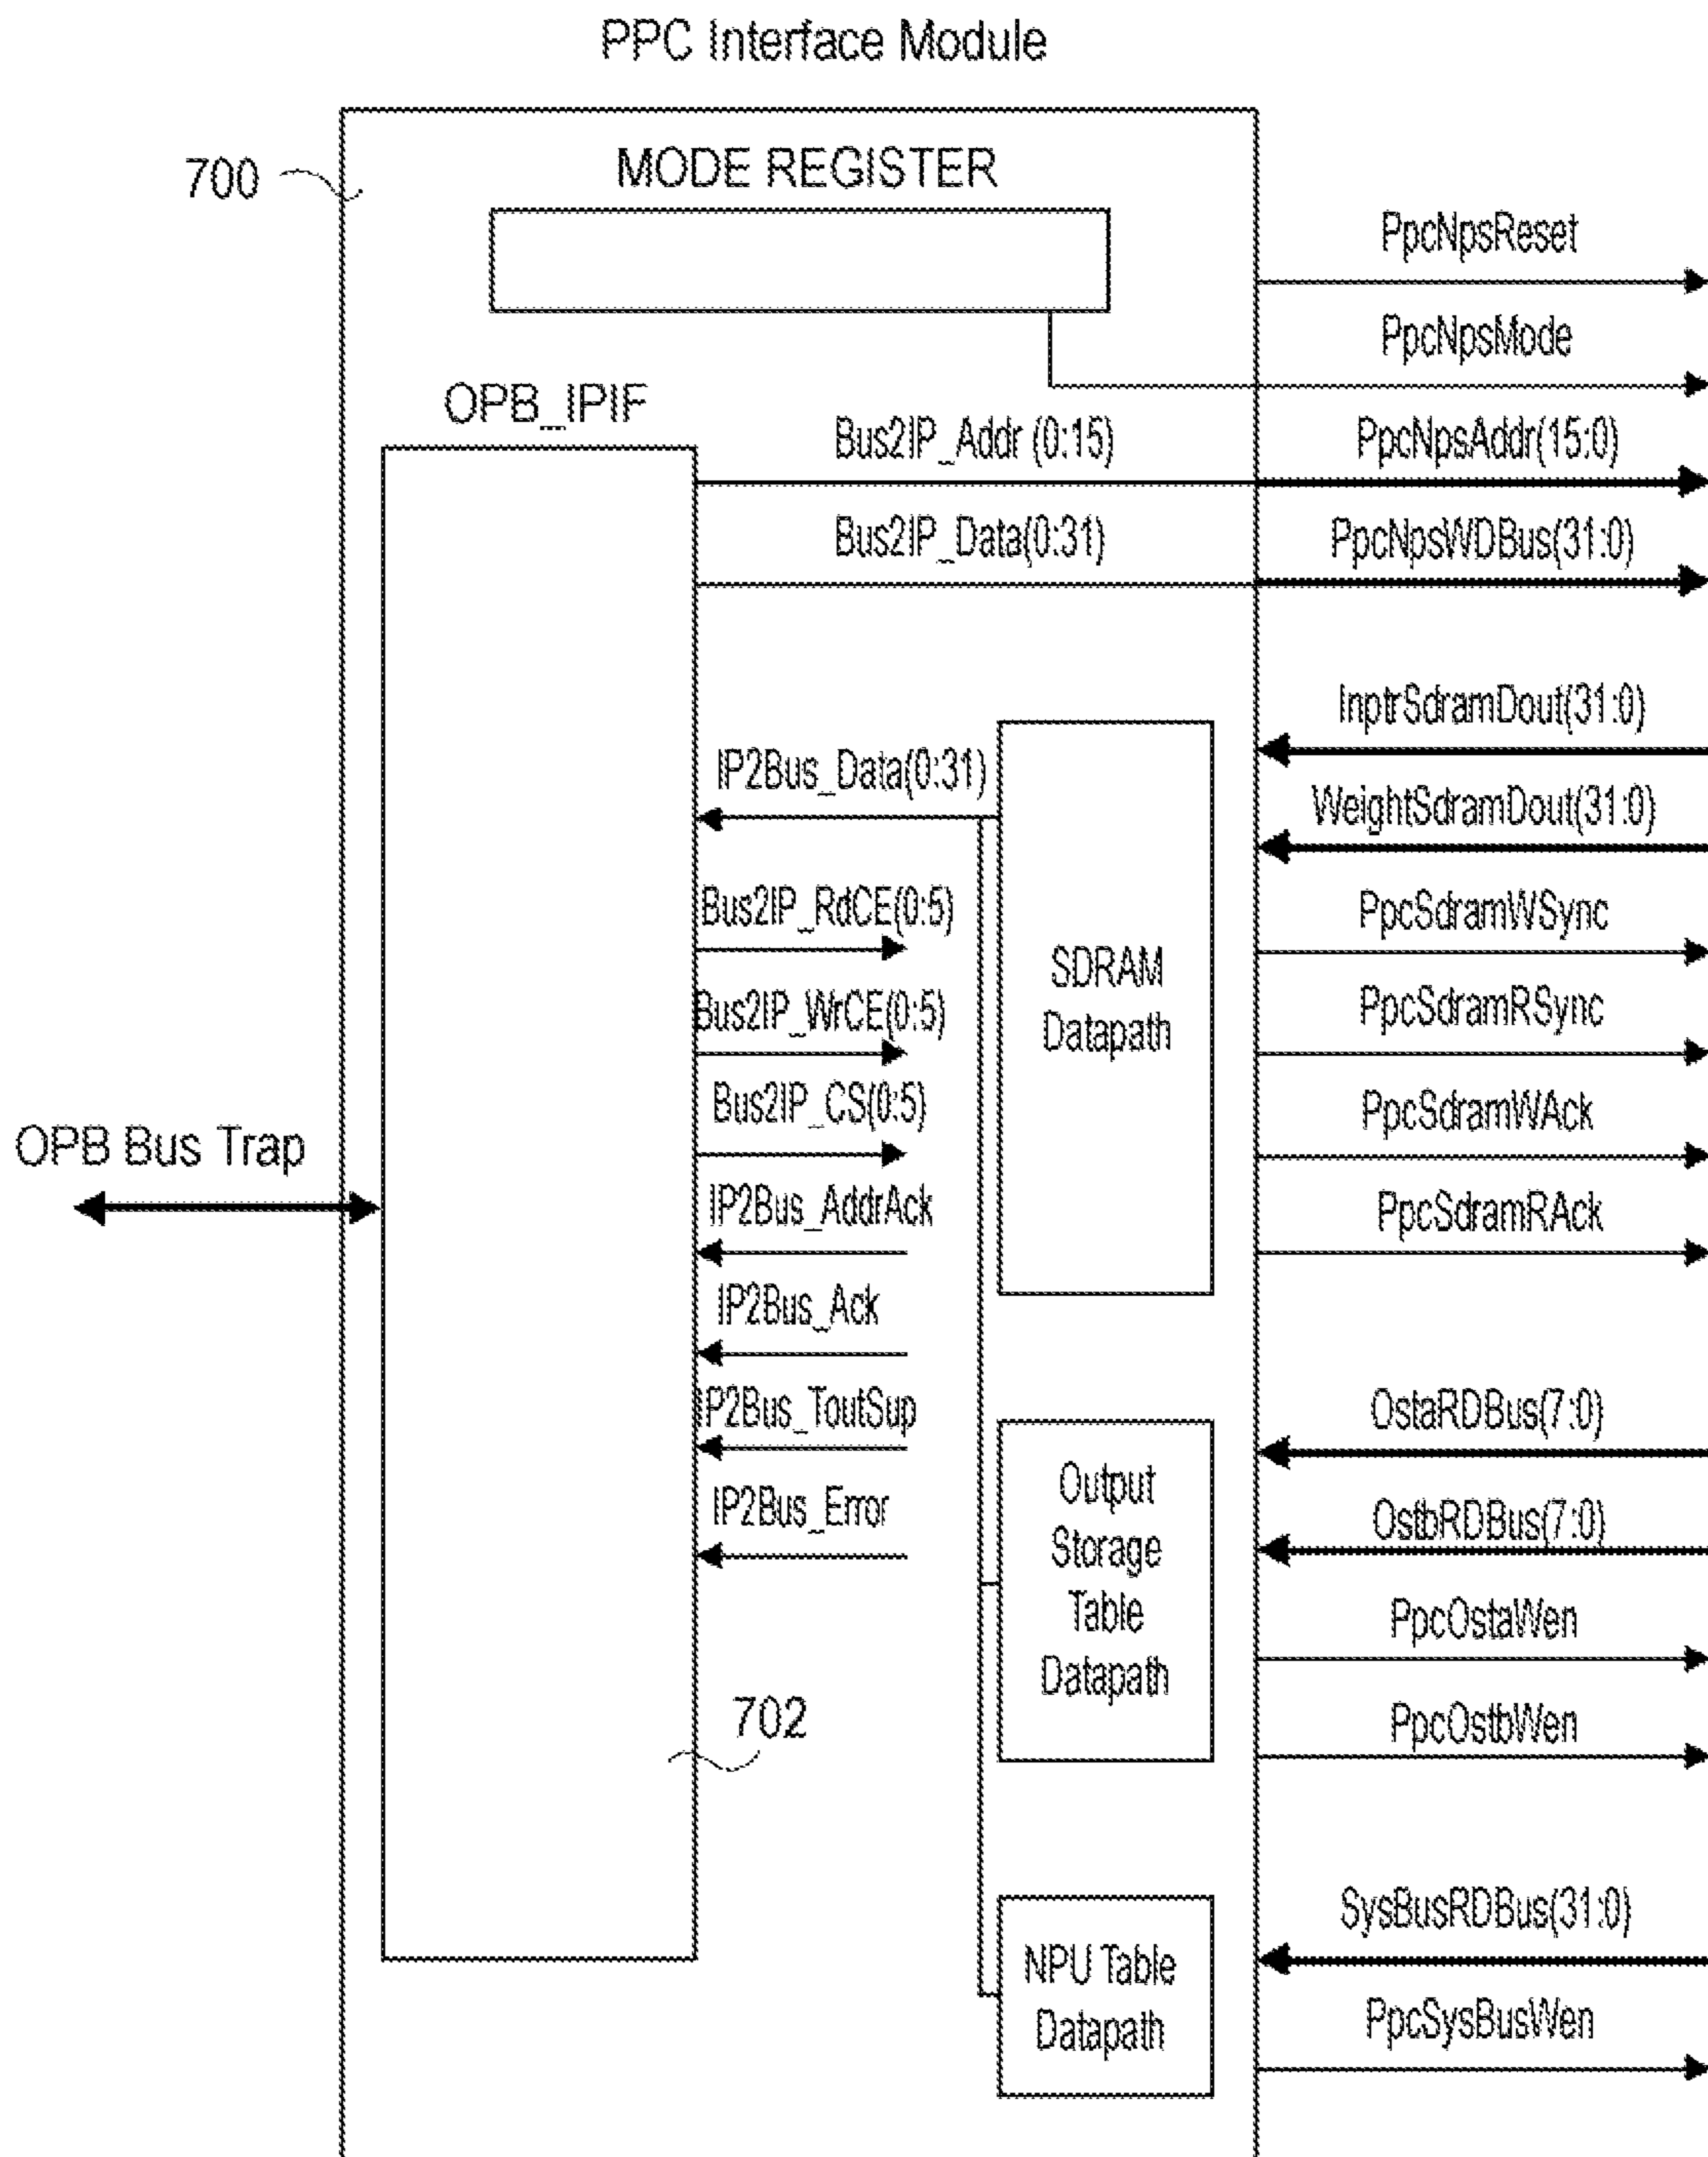 PPC Interface Module
700
MODE REGISTER
PpcNpsReset
PpcNpsMode
OPB_IPIF
Bus2IP_Addr (0:15)
PpcNpsAddr(15:0)
Bus2IP_Data(0:31)
PpcNpsWDBus(31:0)
InptrSdramDout(31:0)
IP2Bus_Data(0:31)
WeightSdramDout(31:0)
Bus2IP_RdCE(0:5)
PpcSdramWSync
SDRAM
Datapath
Bus2IP_WrCE(0:5)
PpcSdramRSync
Bus2IP_CS(0:5)
PpcSdramWAck
OPB Bus Trap
IP2Bus_AddrAck
PpcSdramRAck
IP2Bus_Ack
IP2Bus_ToutSup
OstaRDBus(7:0)
Output
Storage
Table
Datapath
IP2Bus_Error
OstbRDBus(7:0)
PpcOstaWen
702
PpcOstbWen
SysBusRDBus(31:0)
NPU Table
Datapath
PpcSysBusWen